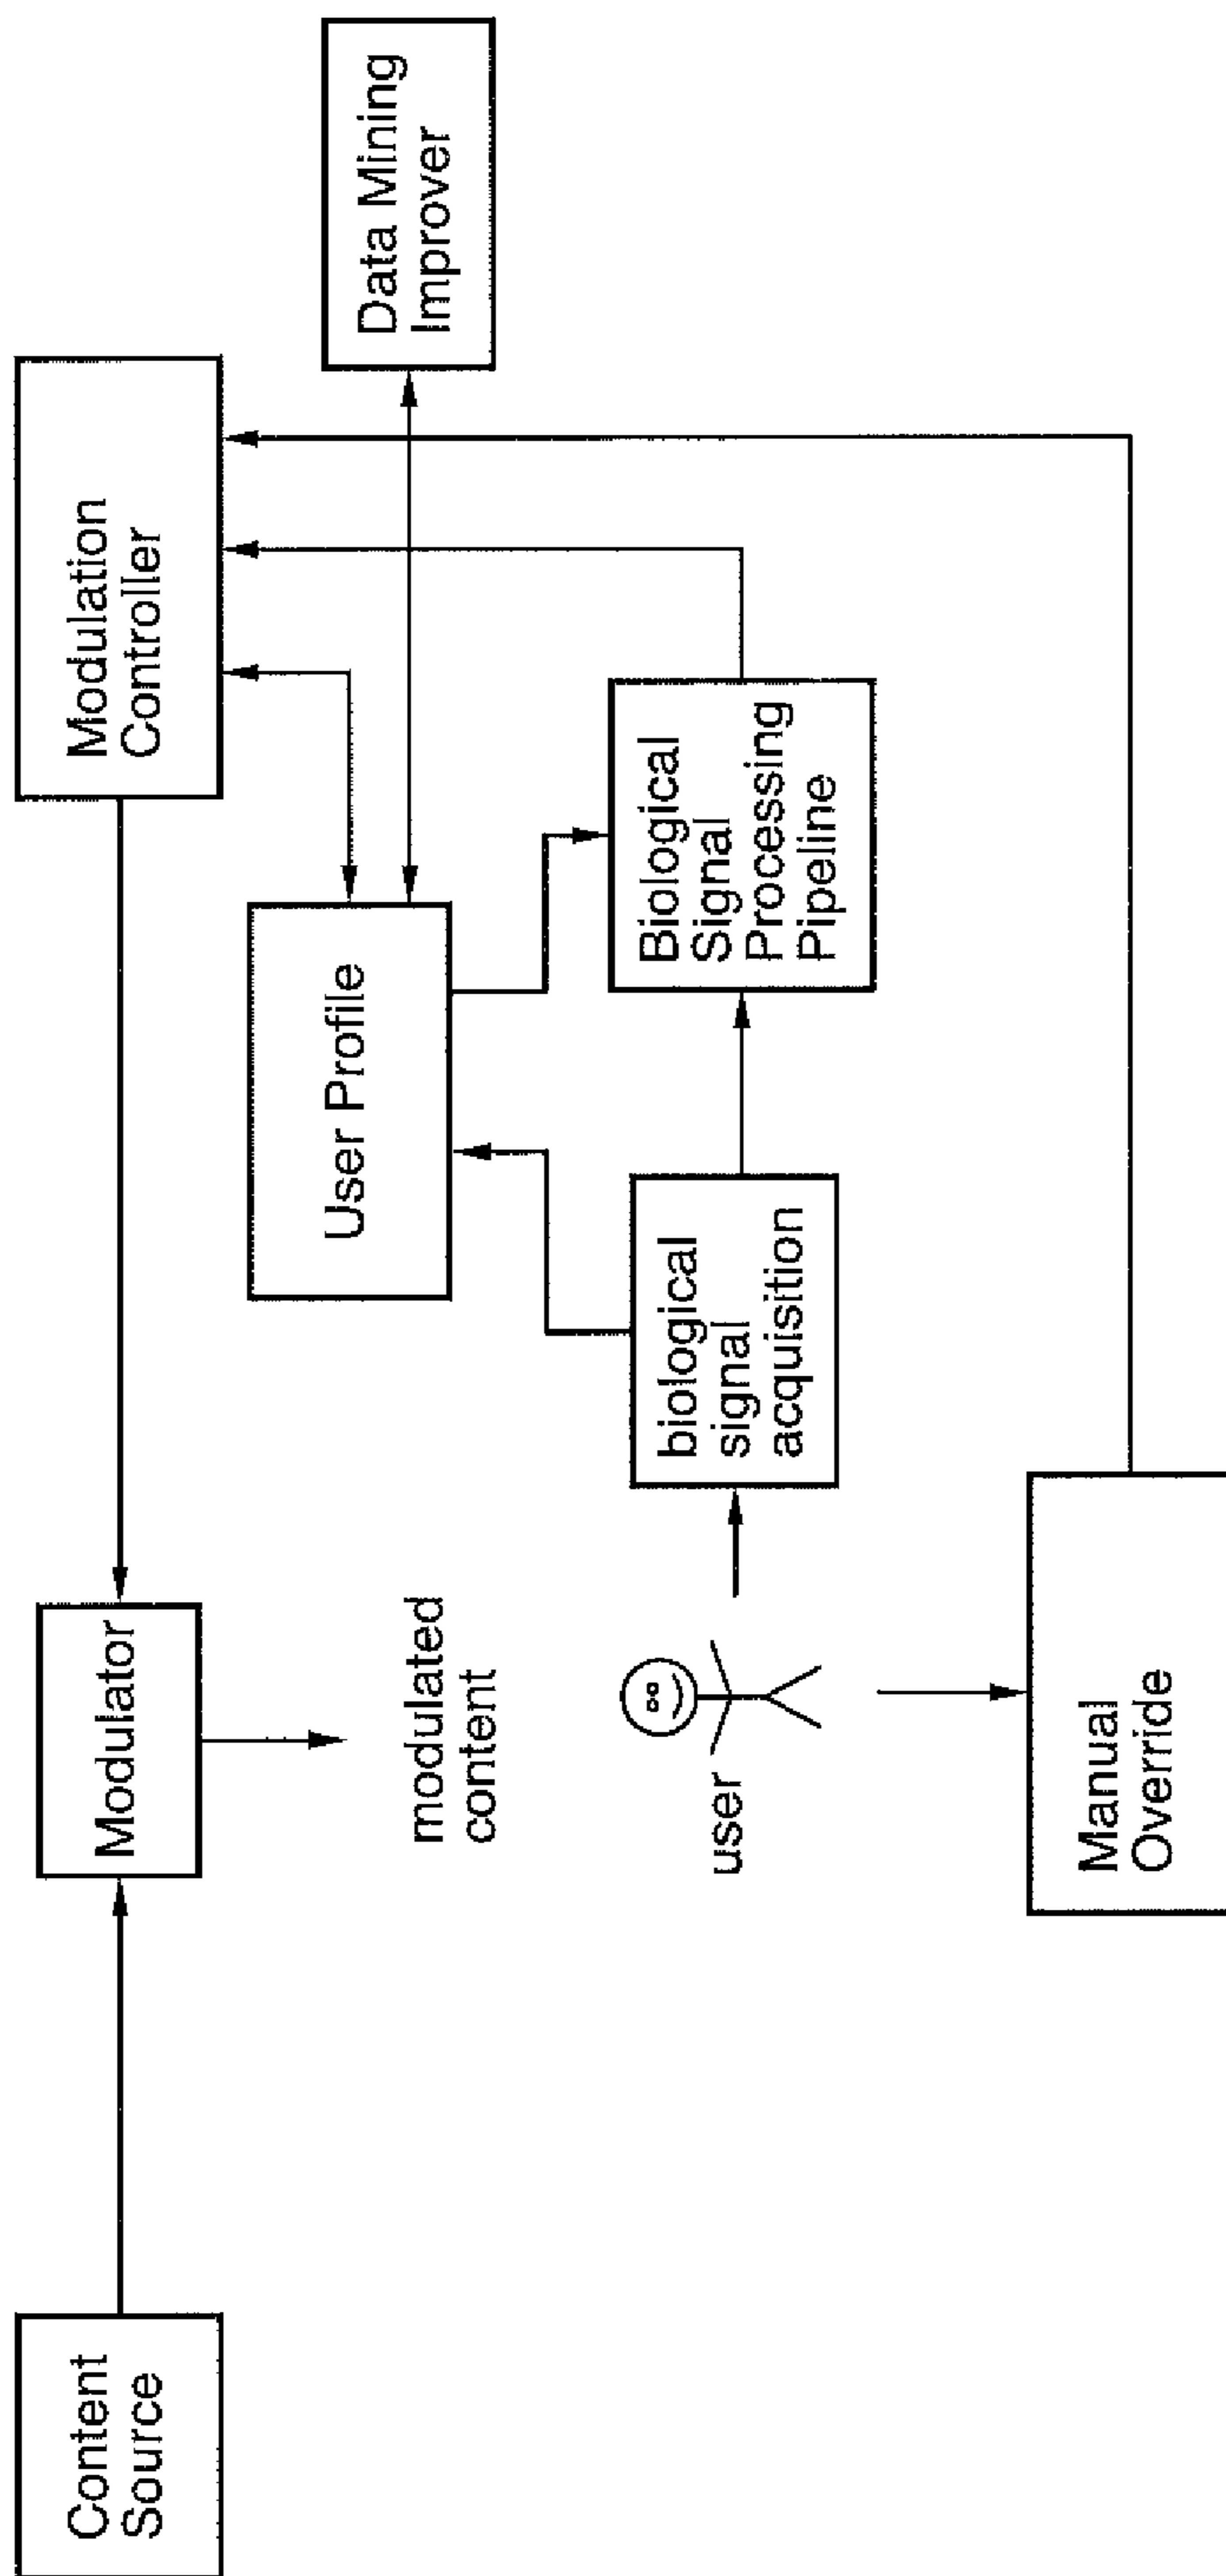 Content
Source
Modulator
Modulation
Controller
modulated
content
User Profile
Data Mining
Improver
user
biological
signal
acquisition
Biological
Signal
Processing
Pipeline
Manual
Override